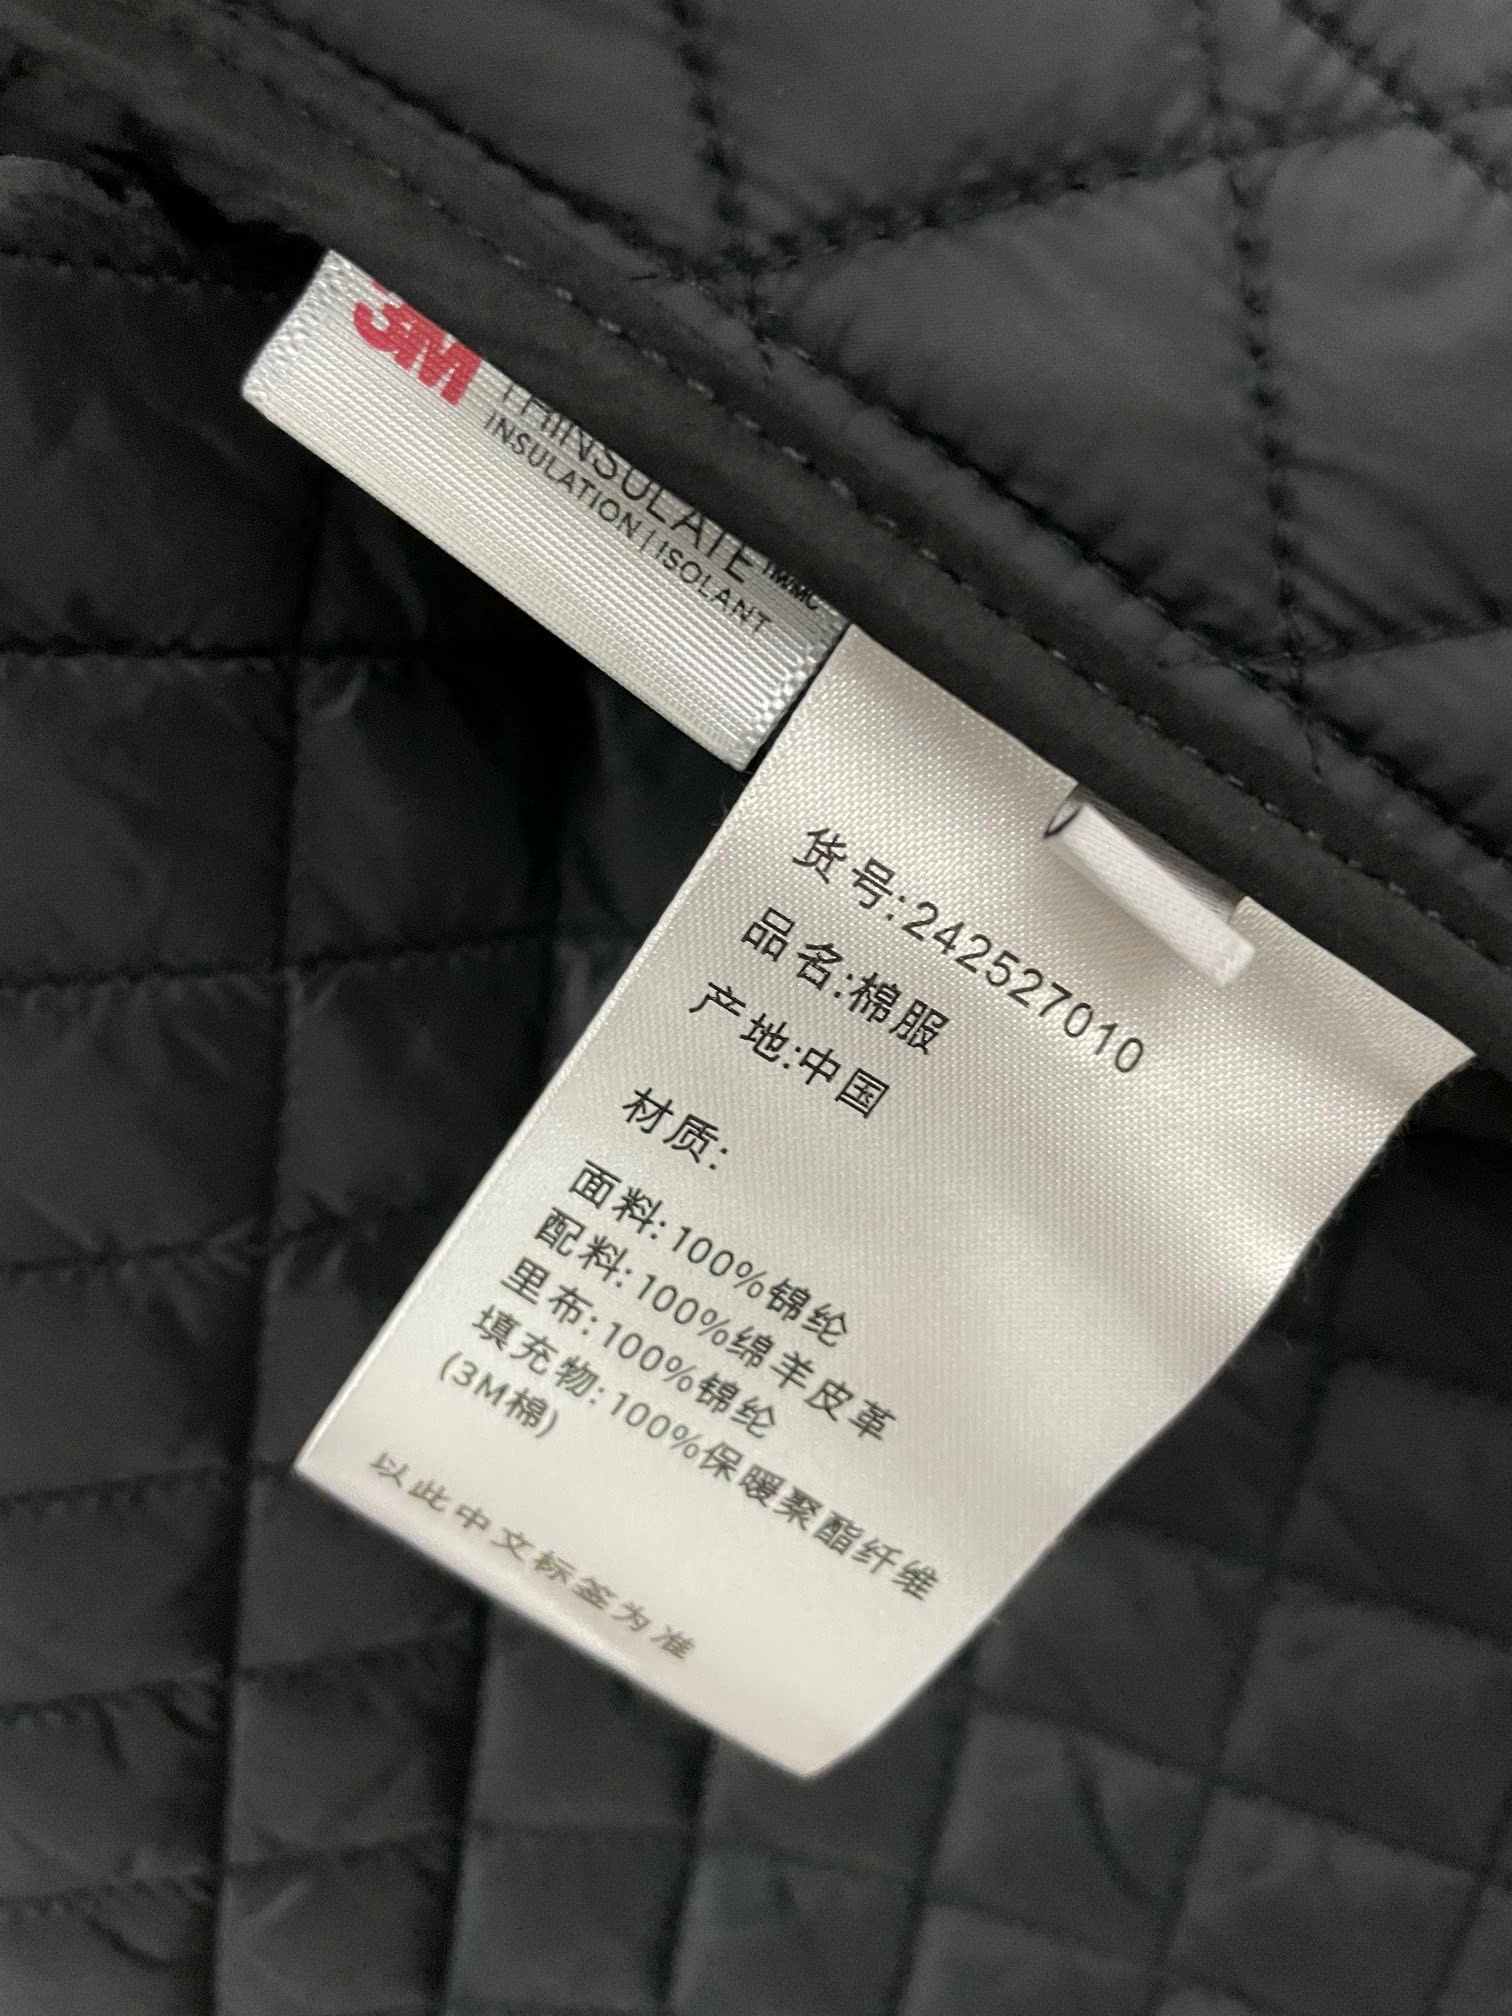 3M
THINSULATE™/MC
INSULATION | ISOLANT
货号:242527010
品名:棉服
产地:中国
材质:
面料:100%锦纶
配料:100%绵羊皮革
里布:100%锦纶
填充物:100%保暖聚酯纤维
(3M棉)
以此中文标签为准